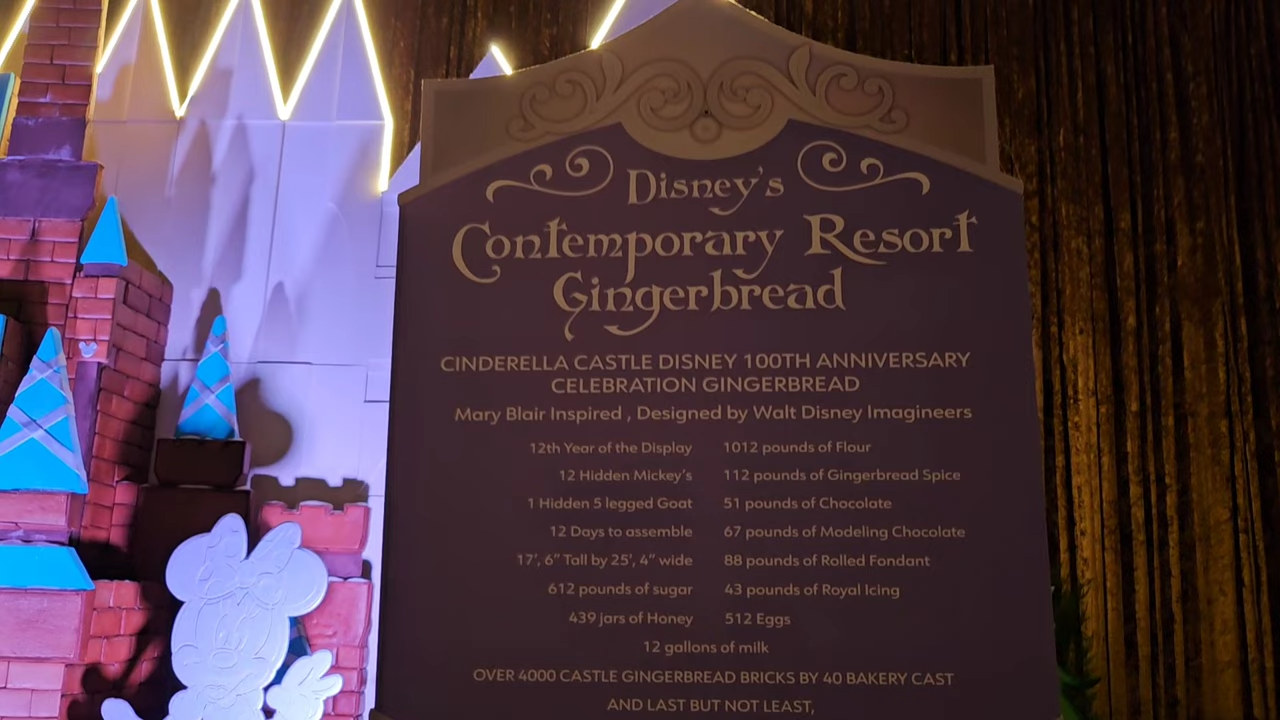 Disney's
Contemporary Resort
Gingerbread
CINDERELLA CASTLE DISNEY 100TH ANNIVERSARY
CELEBRATION GINGERBREAD
Mary Blair Inspired , Designed by Walt Disney Imagineers
12th Year of the Display 1012 pounds of Flour
12 Hidden Mickey's 112 pounds of Gingerbread Spice
1 Hidden 5 legged Goat 51 pounds of Chocolate
12 Days to assemble 67 pounds of Modeling Chocolate
17', 6" Tall by 25', 4" wide 88 pounds of Rolled Fondant
612 pounds of sugar 43 pounds of Royal Icing
439 jars of Honey 512 Eggs
12 gallons of milk
OVER 4000 CASTLE GINGERBREAD BRICKS BY 40 BAKERY CAST
AND LAST BUT NOT LEAST,